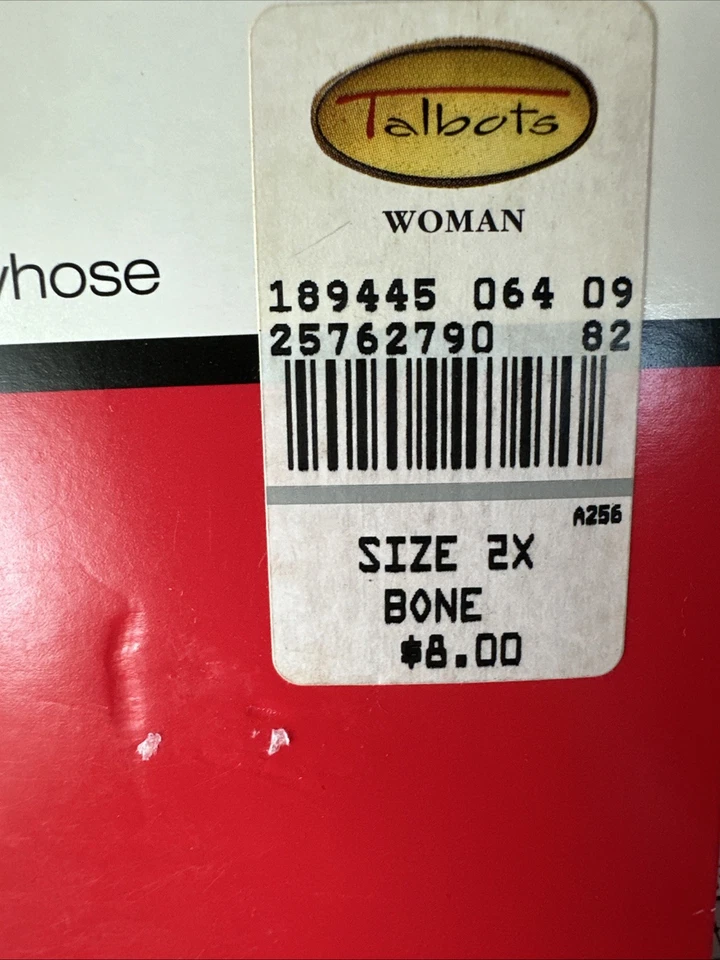 Talbots
WOMAN
yhose
189445 064 09
25762790 82
A256
SIZE 2X
BONE
$8.00